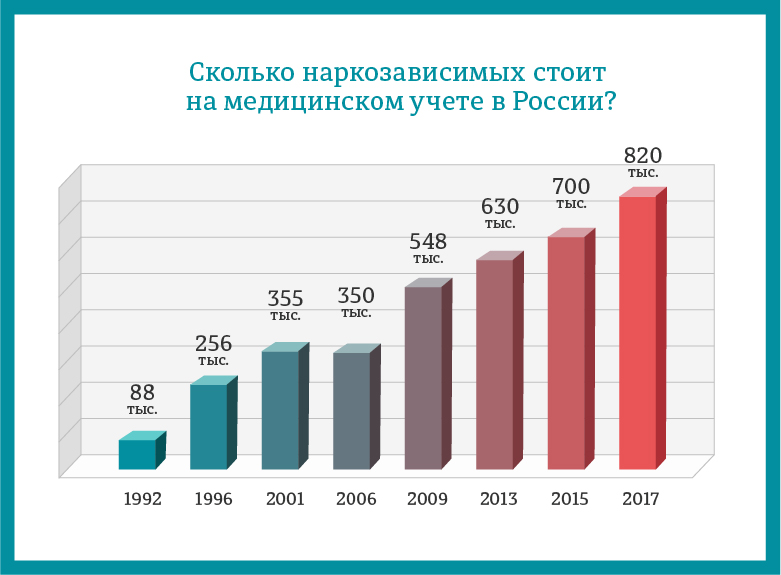 Сколько наркозависимых стоит
на медицинском учете в России?
88
тыс.
256
тыс.
355
тыс.
350
тыс.
548
тыс.
630
тыс.
700
тыс.
820
тыс.
1992 1996 2001 2006 2009 2013 2015 2017